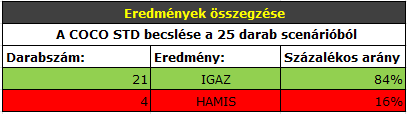 Eredmények összegzése
A COCO STD becslése a 25 darab scenárióból
Darabszám: Eredmény: Százalékos arány
21 IGAZ 84%
4 HAMIS 16%